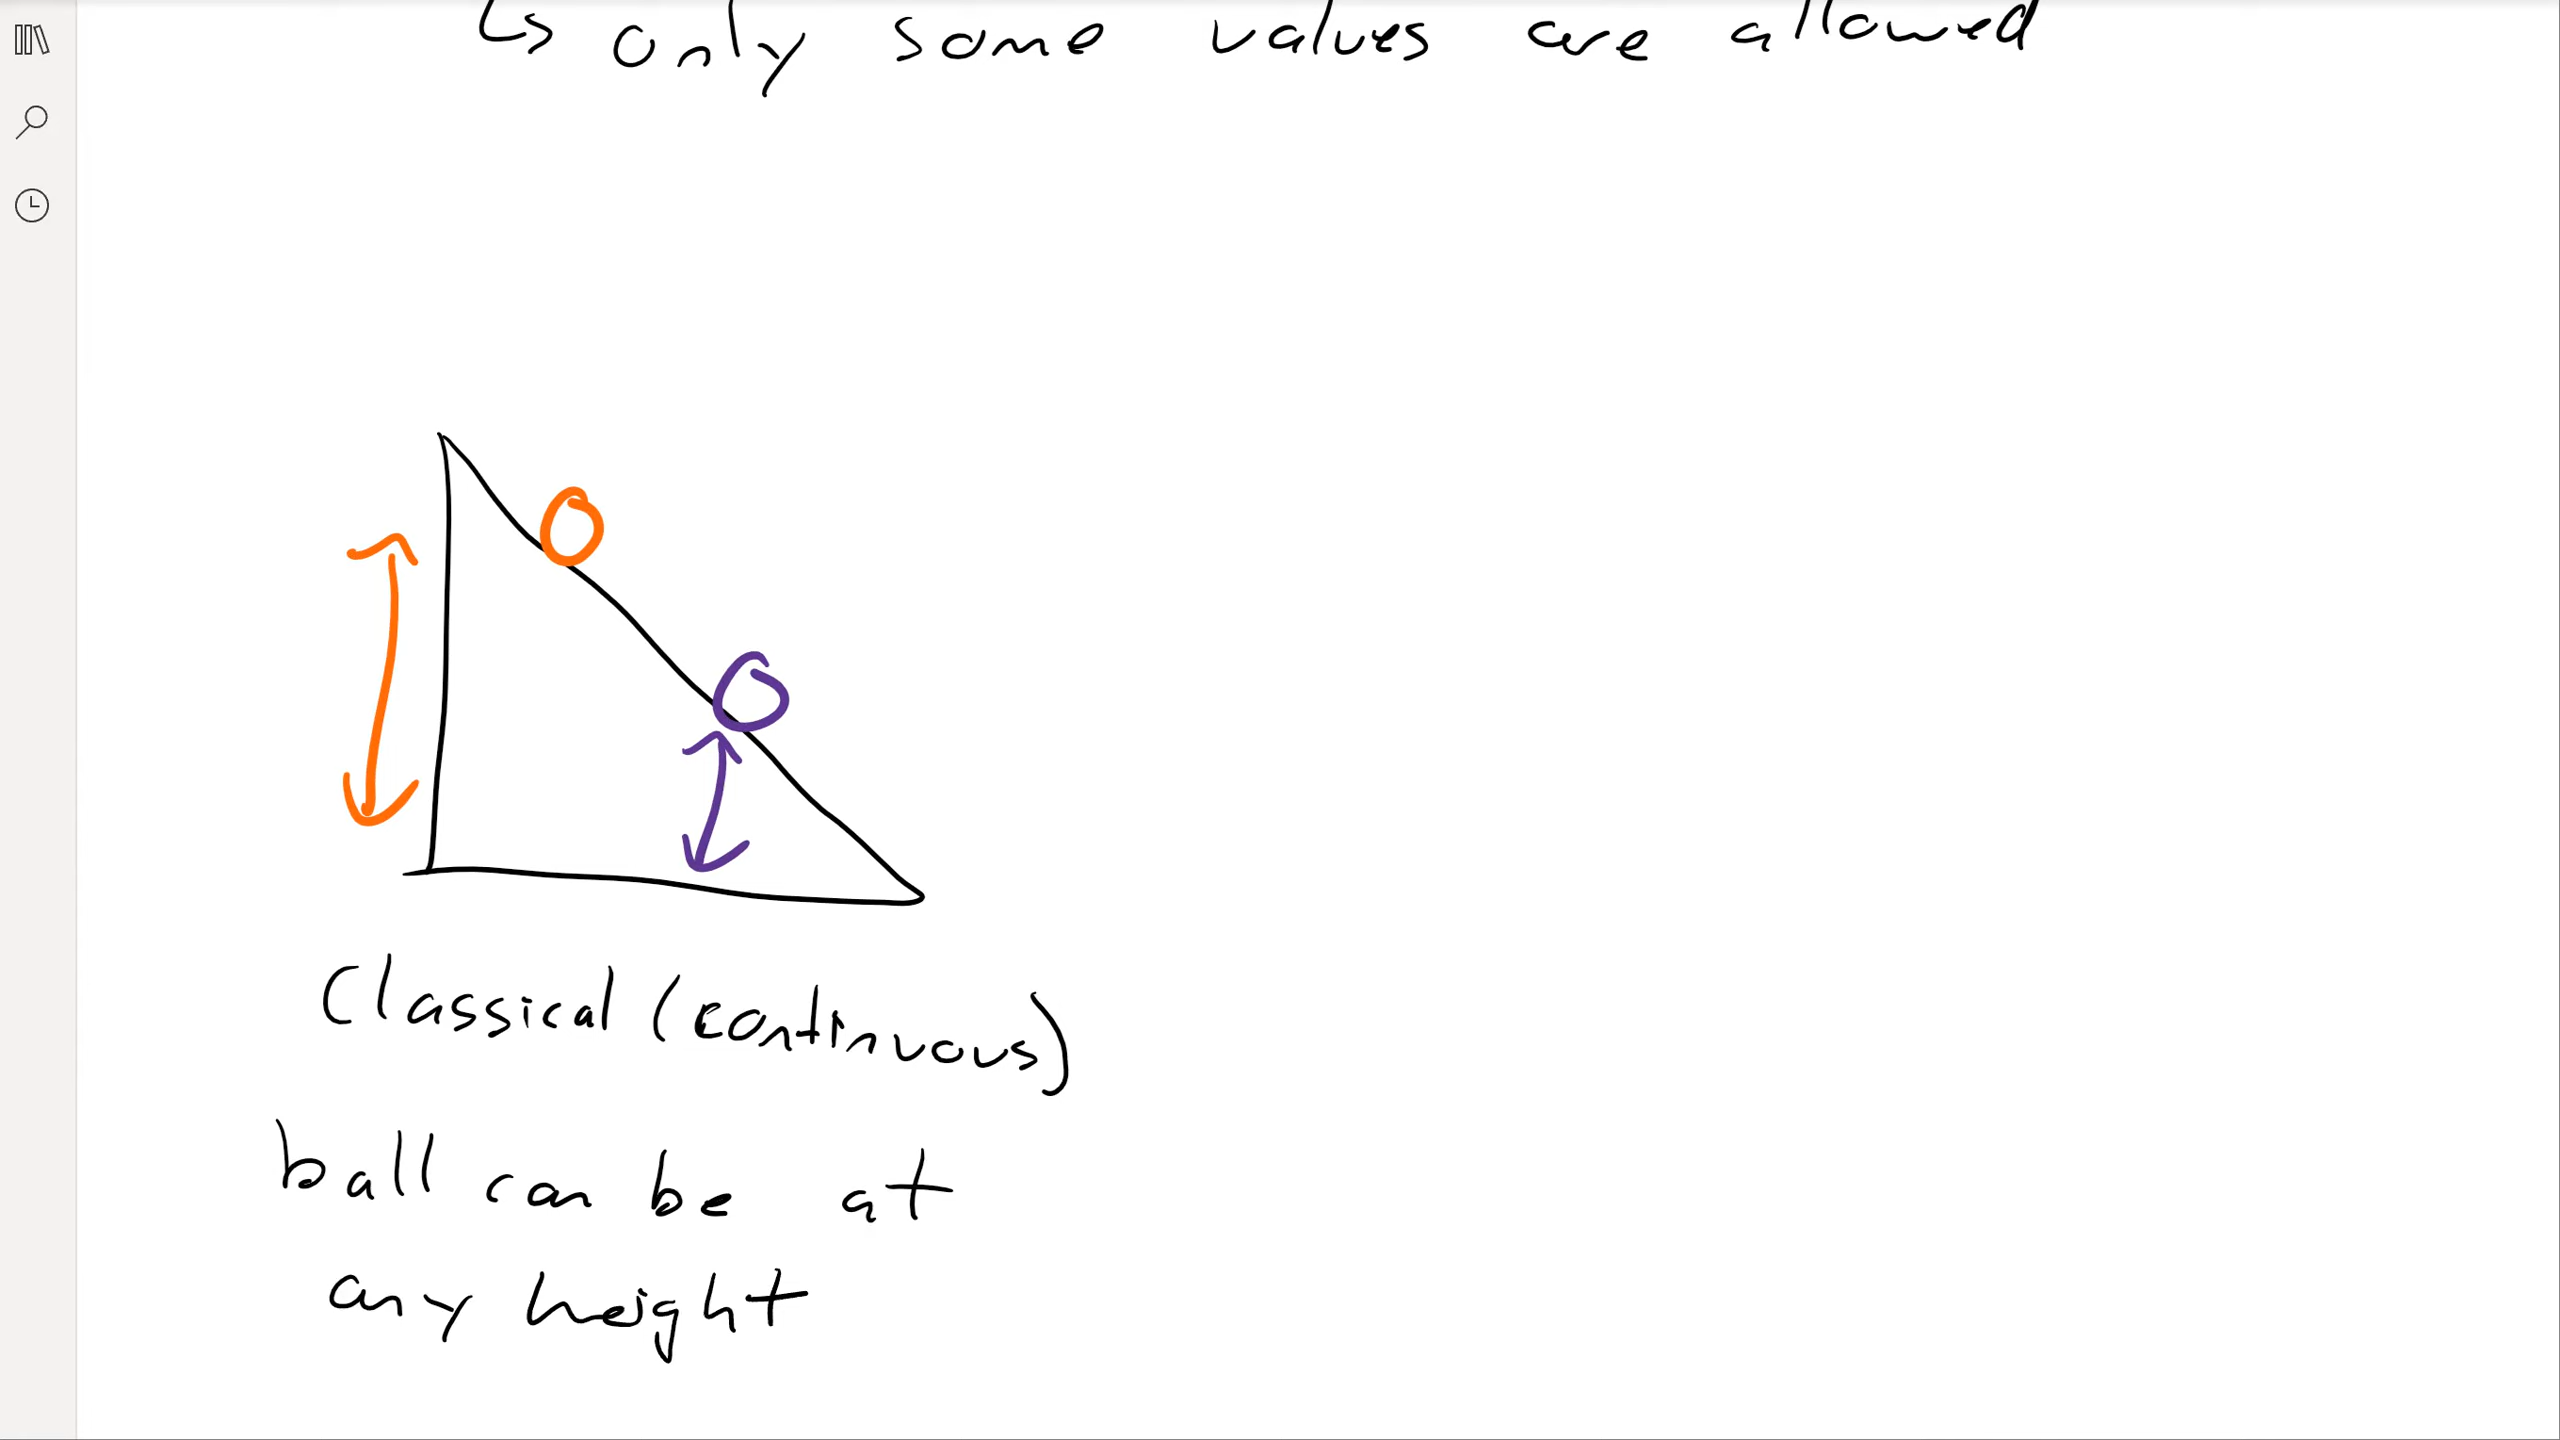 ↳ only some values are allowed
Classical (continuous)
ball can be at
any height